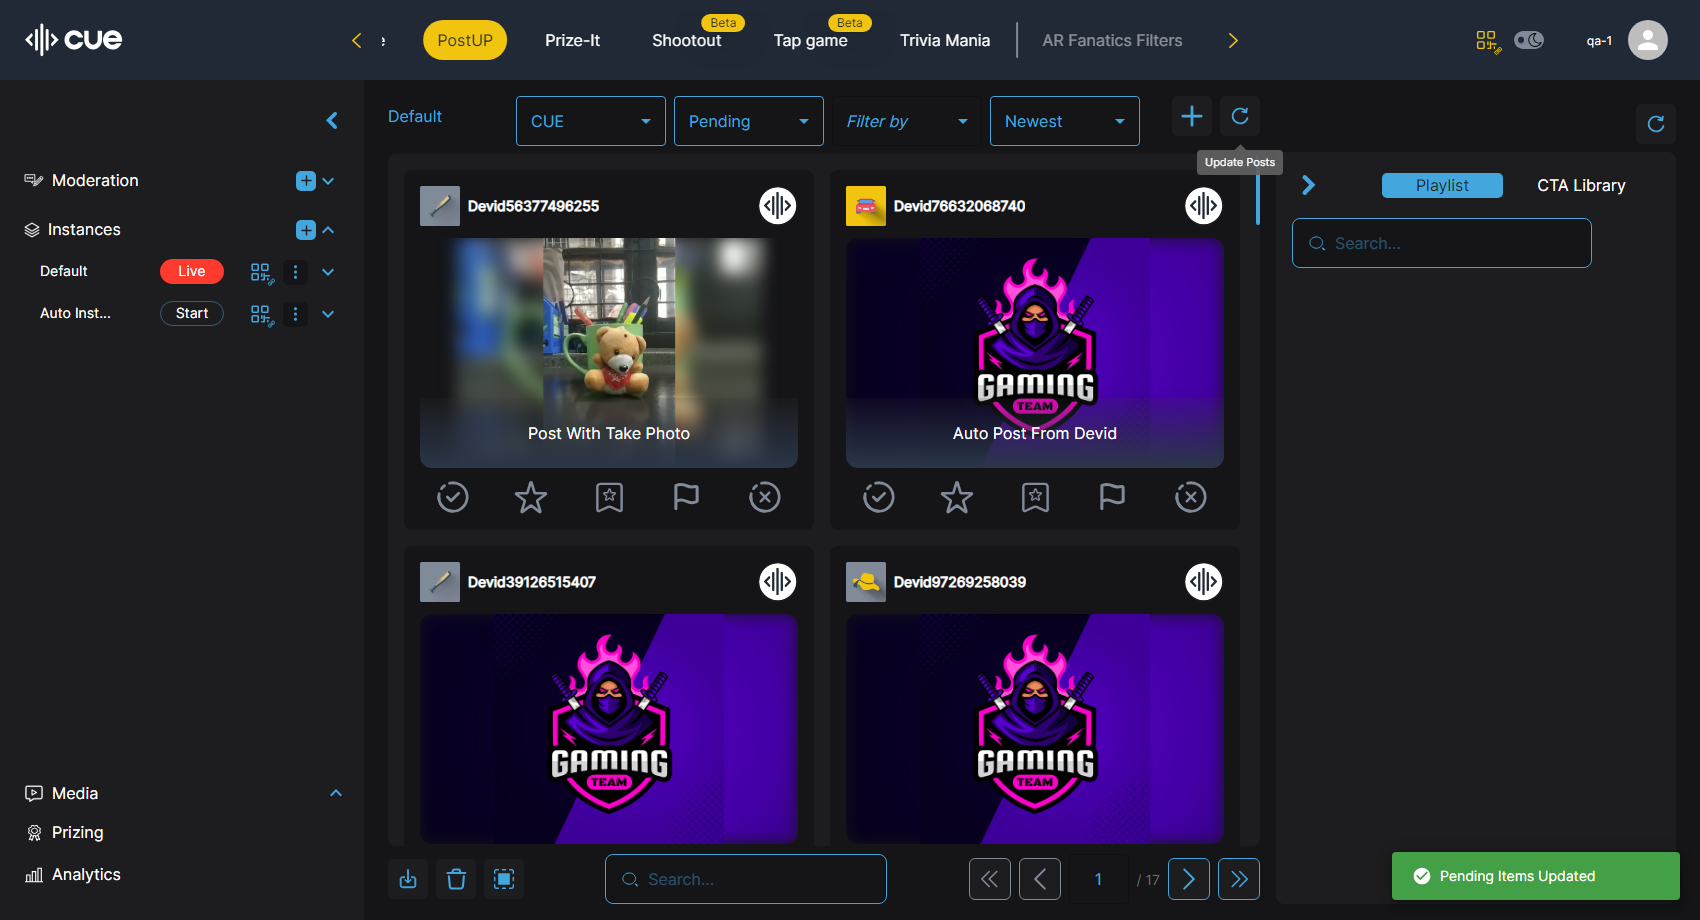 cue
e
PostUP
Prize-It
Beta
Shootout
Beta
Tap game
Trivia Mania
AR Fanatics Filters
qa-1
Default
CUE
Pending
Filter by
Newest
Update Posts
Moderation
Instances
Default
Live
Auto Inst...
Start
Media
Prizing
Analytics
Devid56377496255
Post With Take Photo
Devid76632068740
GAMING
TEAM
Auto Post From Devid
Devid39126515407
GAMING
TEAM
Devid97269258039
GAMING
TEAM
Search...
1
/ 17
Playlist
CTA Library
Search...
Pending Items Updated